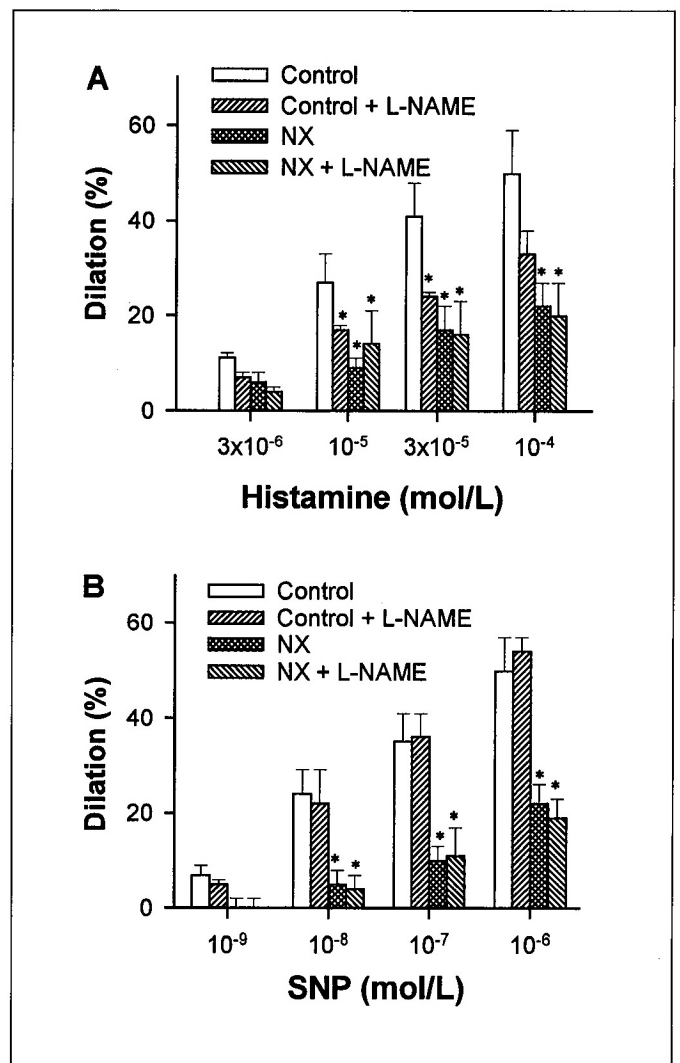 A
Control
Control + L-NAME
NX
NX + L-NAME
60
40
20
0
Dilation (%)
* * *
* * *
* *
3x10⁻⁶ 10⁻⁵ 3x10⁻⁵ 10⁻⁴
Histamine (mol/L)
B
Control
Control + L-NAME
NX
NX + L-NAME
60
40
20
0
Dilation (%)
* *
* *
* *
10⁻⁹ 10⁻⁸ 10⁻⁷ 10⁻⁶
SNP (mol/L)